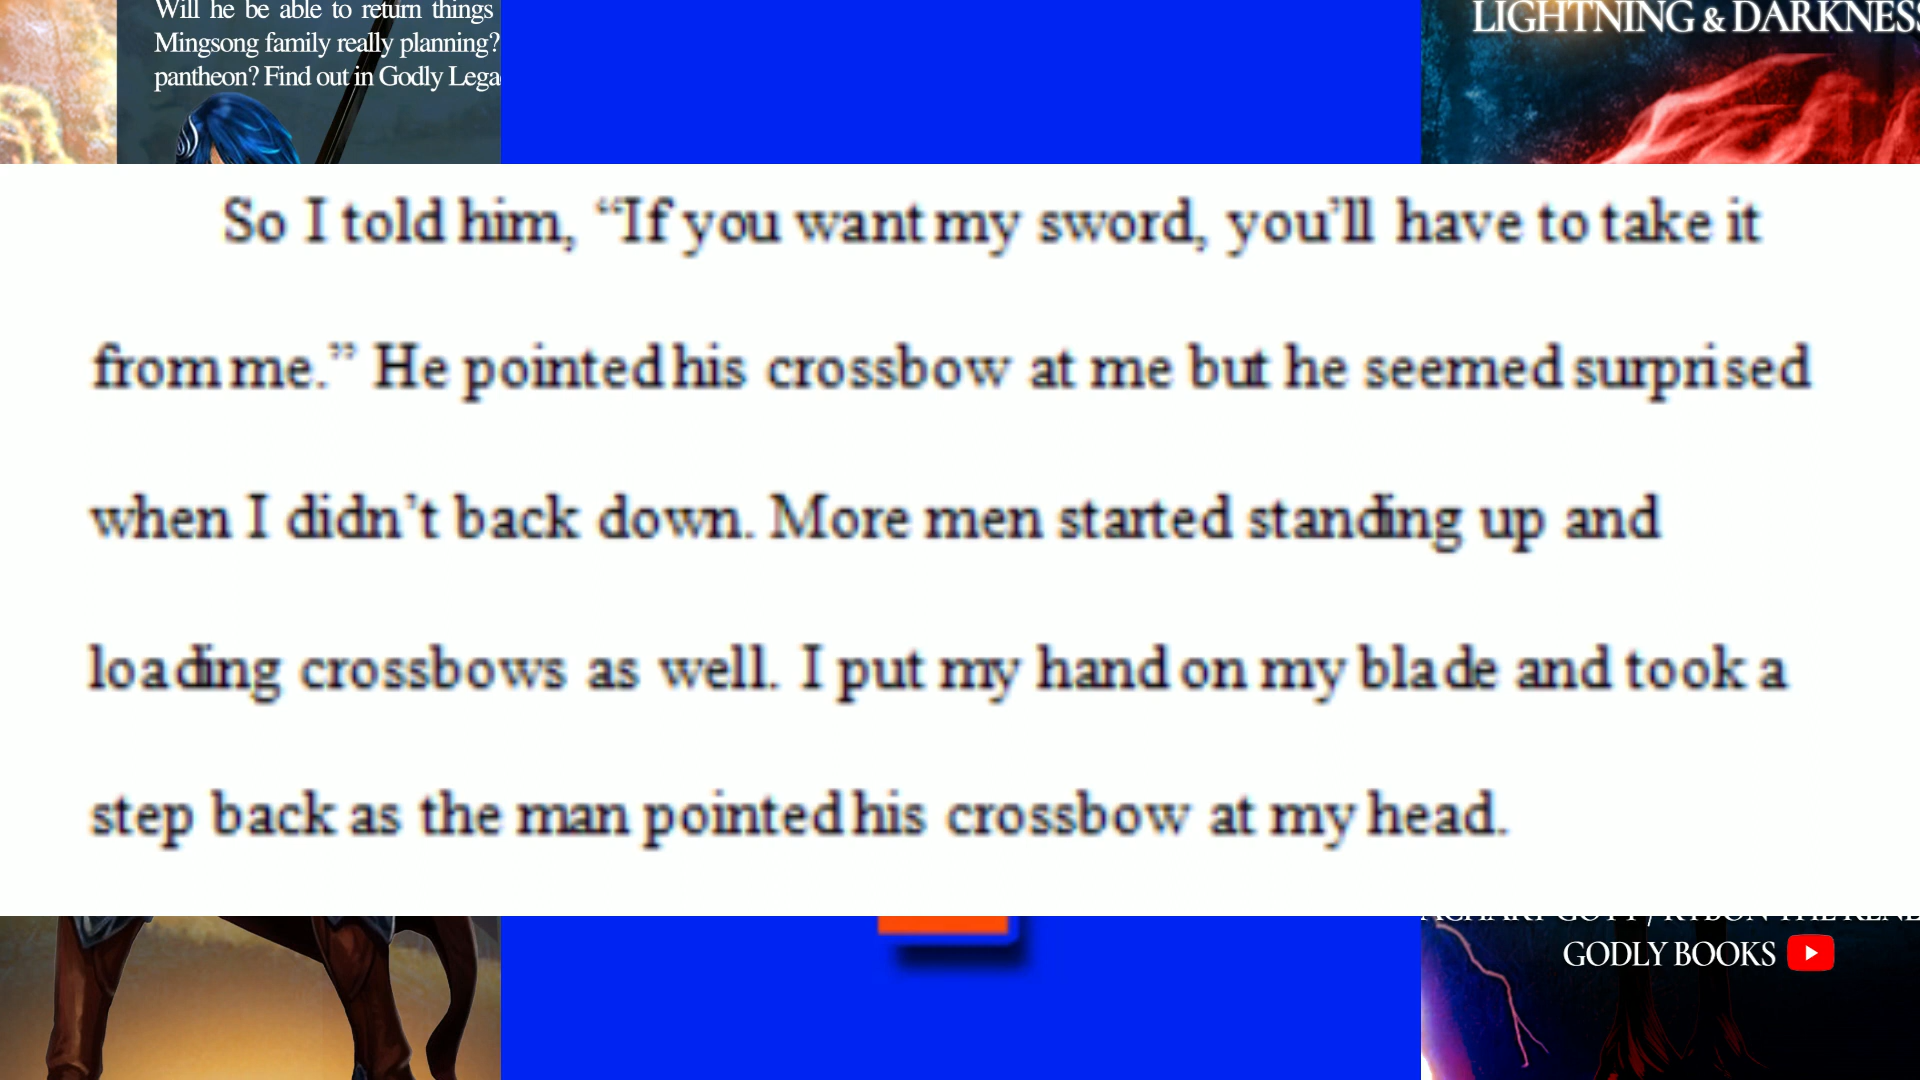 Will he be able to return things
Mingsong family really planning?
pantheon? Find out in Godly Lega
LIGHTNING & DARKNESS
So I told him, “If you want my sword, you’ll have to take it
from me.” He pointed his crossbow at me but he seemed surprised
when I didn’t back down. More men started standing up and
loading crossbows as well. I put my hand on my blade and took a
step back as the man pointed his crossbow at my head.
GODLY BOOKS